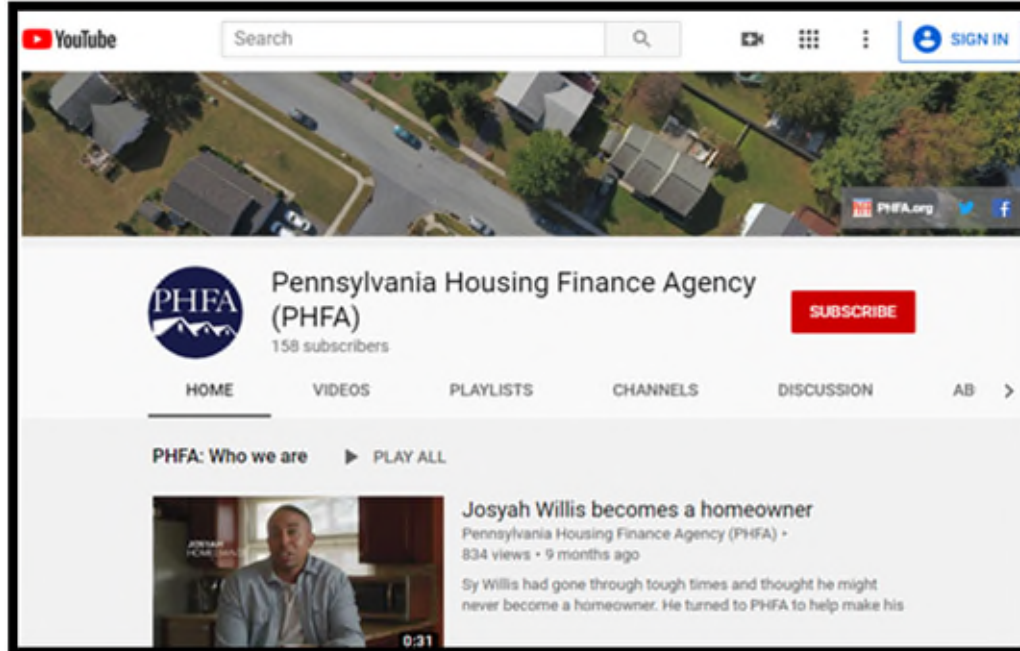 YouTube
Search
SIGN IN
PHFA.org
PHFA
Pennsylvania Housing Finance Agency
(PHFA)
158 subscribers
SUBSCRIBE
HOME
VIDEOS
PLAYLISTS
CHANNELS
DISCUSSION
AB
PHFA: Who we are
PLAY ALL
JOSYAH
Josyah Willis becomes a homeowner
Pennsylvania Housing Finance Agency (PHFA) •
834 views • 9 months ago
Sy Willis had gone through tough times and thought he might
never become a homeowner. He turned to PHFA to help make his
0:31